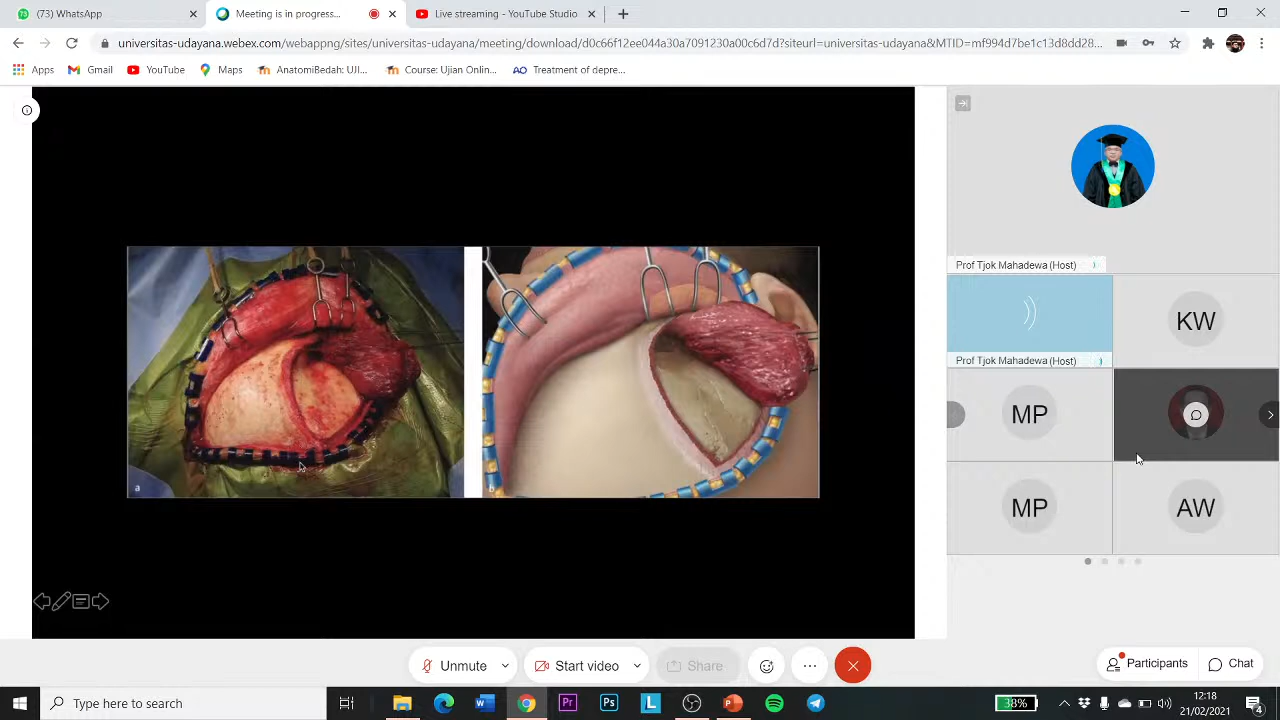 (73) WhatsApp
Meeting is in progress...
Live streaming - YouTube Studio
universitas-udayana.webex.com/webappng/sites/universitas-udayana/meeting/download/d0c66f12ee044a30a7091230a00c6d7d?siteurl=universitas-udayana&MTID=mf994d7be1c13d8dd28...
Apps
Gmail
YouTube
Maps
AnatomiBedah: UJI...
Course: Ujian Onlin...
Treatment of depre...
Prof Tjok Mahadewa (Host)
Prof Tjok Mahadewa (Host)
KW
MP
MP
AW
a
Unmute
Start video
Share
Participants
Chat
Type here to search
38%
12:18
21/02/2021